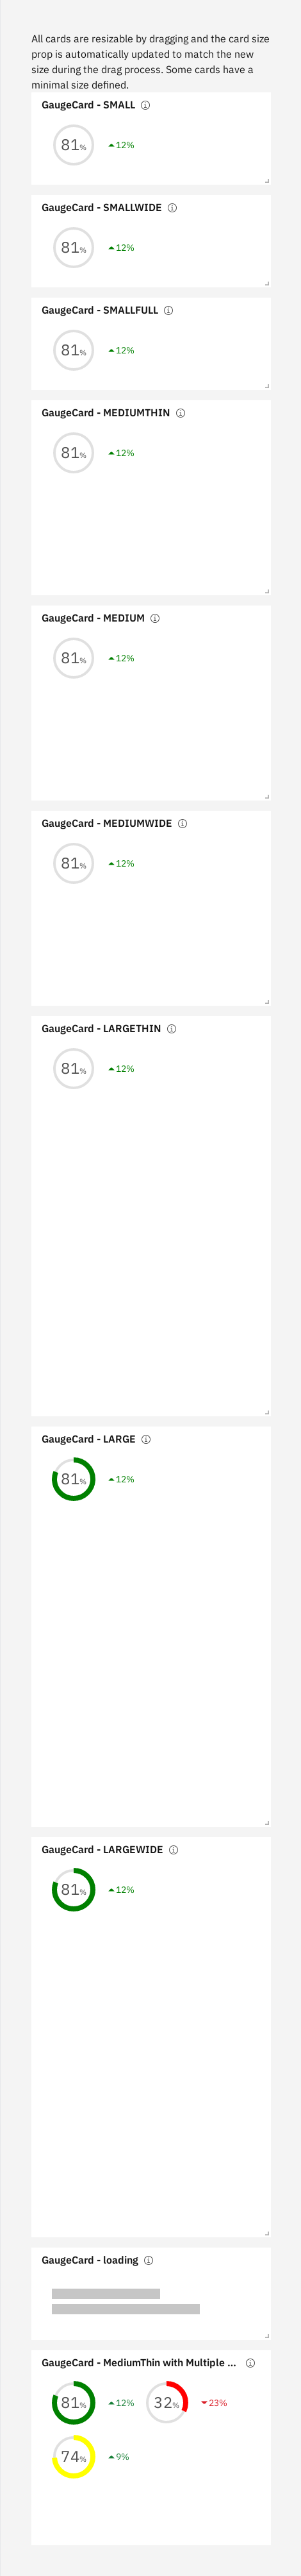 All cards are resizable by dragging and the card size
prop is automatically updated to match the new
size during the drag process. Some cards have a
minimal size defined.
GaugeCard - SMALL
81% 12%
GaugeCard - SMALLWIDE
81% 12%
GaugeCard - SMALLFULL
81% 12%
GaugeCard - MEDIUMTHIN
81% 12%
GaugeCard - MEDIUM
81% 12%
GaugeCard - MEDIUMWIDE
81% 12%
GaugeCard - LARGETHIN
81% 12%
GaugeCard - LARGE
81% 12%
GaugeCard - LARGEWIDE
81% 12%
GaugeCard - loading
GaugeCard - MediumThin with Multiple ...
81% 12% 32% 23%
74% 9%